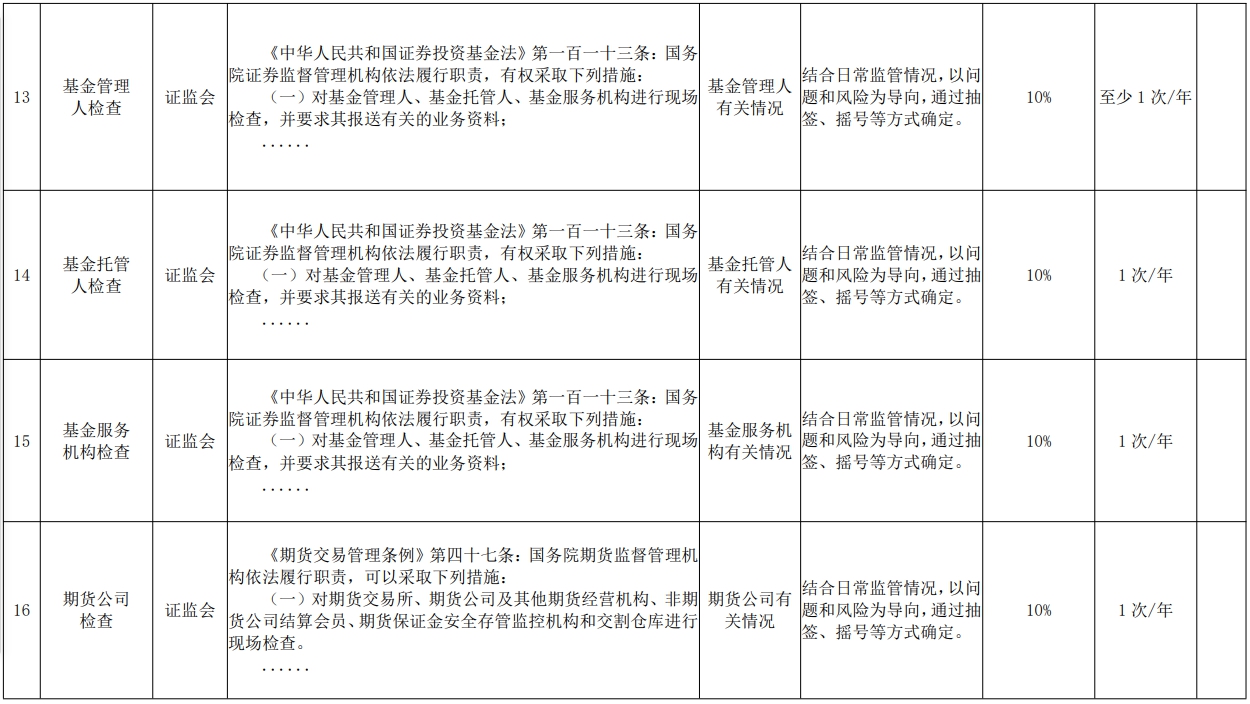 13
基金管理
人检查
证监会
《中华人民共和国证券投资基金法》第一百一十三条：国务
院证券监督管理机构依法履行职责，有权采取下列措施：
（一）对基金管理人、基金托管人、基金服务机构进行现场
检查，并要求其报送有关的业务资料；
······
基金管理人
有关情况
结合日常监管情况，以问
题和风险为导向，通过抽
签、摇号等方式确定。
10%
至少 1 次/年
14
基金托管
人检查
证监会
《中华人民共和国证券投资基金法》第一百一十三条：国务
院证券监督管理机构依法履行职责，有权采取下列措施：
（一）对基金管理人、基金托管人、基金服务机构进行现场
检查，并要求其报送有关的业务资料；
······
基金托管人
有关情况
结合日常监管情况，以问
题和风险为导向，通过抽
签、摇号等方式确定。
10%
1 次/年
15
基金服务
机构检查
证监会
《中华人民共和国证券投资基金法》第一百一十三条：国务
院证券监督管理机构依法履行职责，有权采取下列措施：
（一）对基金管理人、基金托管人、基金服务机构进行现场
检查，并要求其报送有关的业务资料；
······
基金服务机
构有关情况
结合日常监管情况，以问
题和风险为导向，通过抽
签、摇号等方式确定。
10%
1 次/年
16
期货公司
检查
证监会
《期货交易管理条例》第四十七条：国务院期货监督管理机
构依法履行职责，可以采取下列措施：
（一）对期货交易所、期货公司及其他期货经营机构、非期
货公司结算会员、期货保证金安全存管监控机构和交割仓库进行
现场检查。
······
期货公司有
关情况
结合日常监管情况，以问
题和风险为导向，通过抽
签、摇号等方式确定。
10%
1 次/年